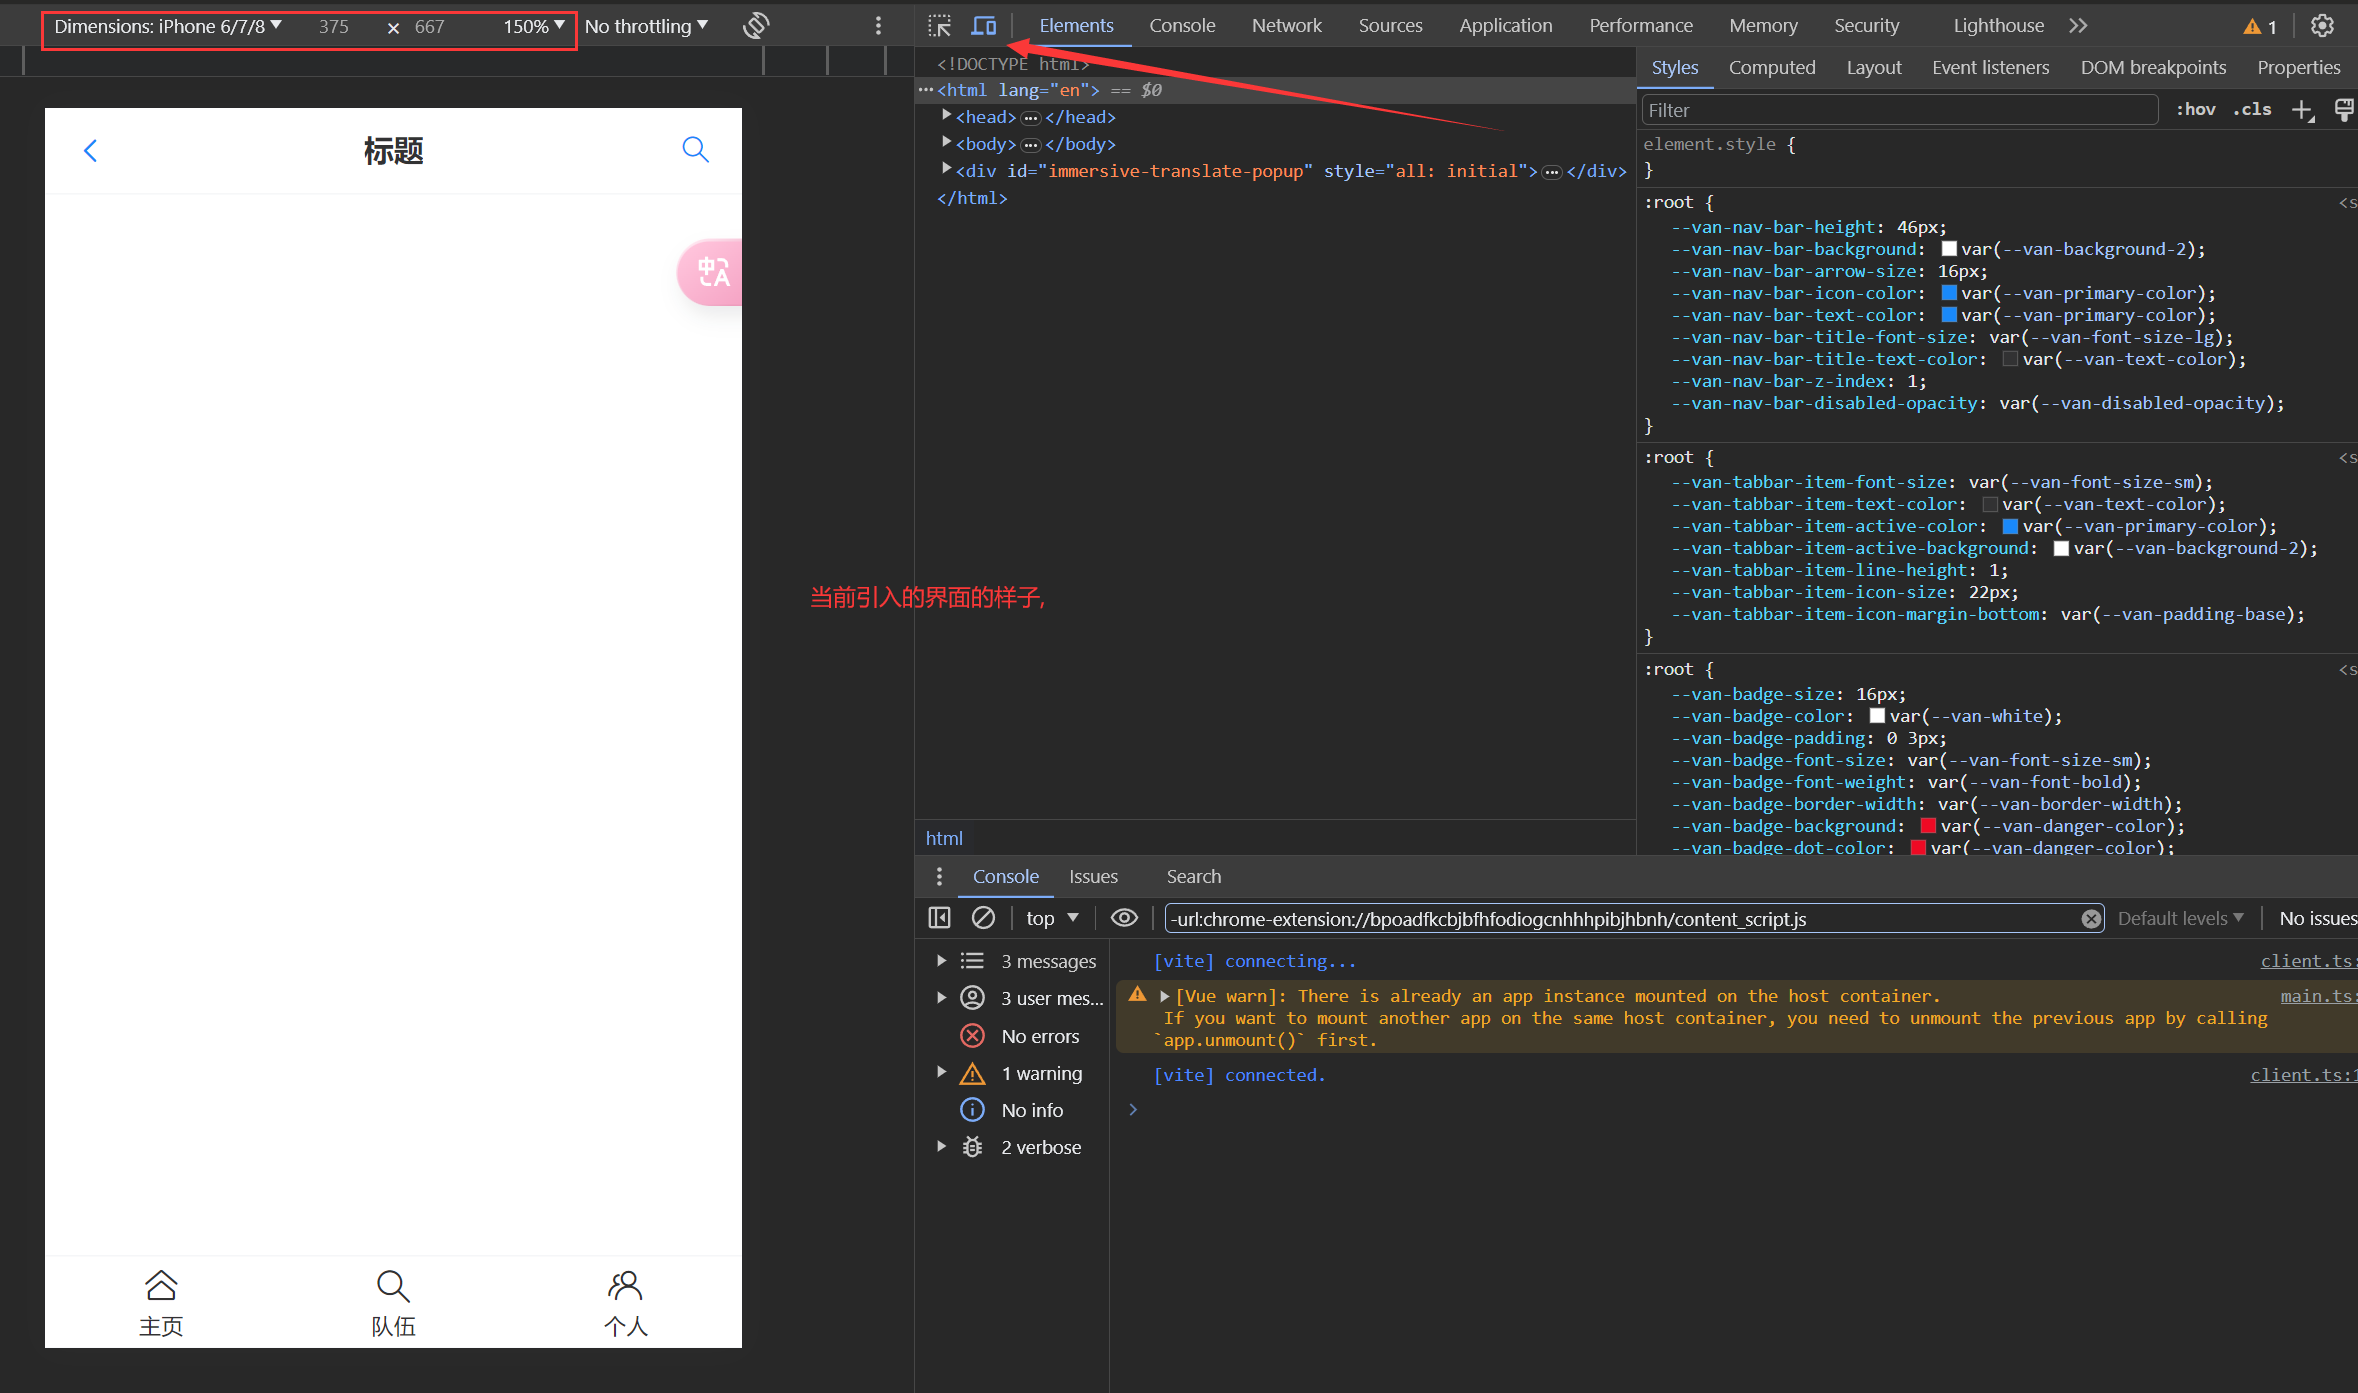 Dimensions: iPhone 6/7/8 375 × 667 150% No throttling
标题
中A
当前引入的界面的样子,
主页 队伍 个人
Elements Console Network Sources Application Performance Memory Security Lighthouse 1
<!DOCTYPE html>
<html lang="en"> == $0
<head> </head>
<body> </body>
<div id="immersive-translate-popup" style="all: initial"> </div>
</html>
html
Styles Computed Layout Event listeners DOM breakpoints Properties
Filter :hov .cls
element.style {
}
:root { <s
--van-nav-bar-height: 46px;
--van-nav-bar-background: var(--van-background-2);
--van-nav-bar-arrow-size: 16px;
--van-nav-bar-icon-color: var(--van-primary-color);
--van-nav-bar-text-color: var(--van-primary-color);
--van-nav-bar-title-font-size: var(--van-font-size-lg);
--van-nav-bar-title-text-color: var(--van-text-color);
--van-nav-bar-z-index: 1;
--van-nav-bar-disabled-opacity: var(--van-disabled-opacity);
}
:root { <s
--van-tabbar-item-font-size: var(--van-font-size-sm);
--van-tabbar-item-text-color: var(--van-text-color);
--van-tabbar-item-active-color: var(--van-primary-color);
--van-tabbar-item-active-background: var(--van-background-2);
--van-tabbar-item-line-height: 1;
--van-tabbar-item-icon-size: 22px;
--van-tabbar-item-icon-margin-bottom: var(--van-padding-base);
}
:root { <s
--van-badge-size: 16px;
--van-badge-color: var(--van-white);
--van-badge-padding: 0 3px;
--van-badge-font-size: var(--van-font-size-sm);
--van-badge-font-weight: var(--van-font-bold);
--van-badge-border-width: var(--van-border-width);
--van-badge-background: var(--van-danger-color);
--van-badge-dot-color: var(--van-danger-color);
Console Issues Search
top -url:chrome-extension://bpoadfkcbjbfhfodiogcnhhhpibjhbnh/content_script.js Default levels No issues
3 messages
3 user mes...
No errors
1 warning
No info
2 verbose
[vite] connecting... client.ts:
[Vue warn]: There is already an app instance mounted on the host container. main.ts:
If you want to mount another app on the same host container, you need to unmount the previous app by calling
`app.unmount()` first.
[vite] connected. client.ts:1